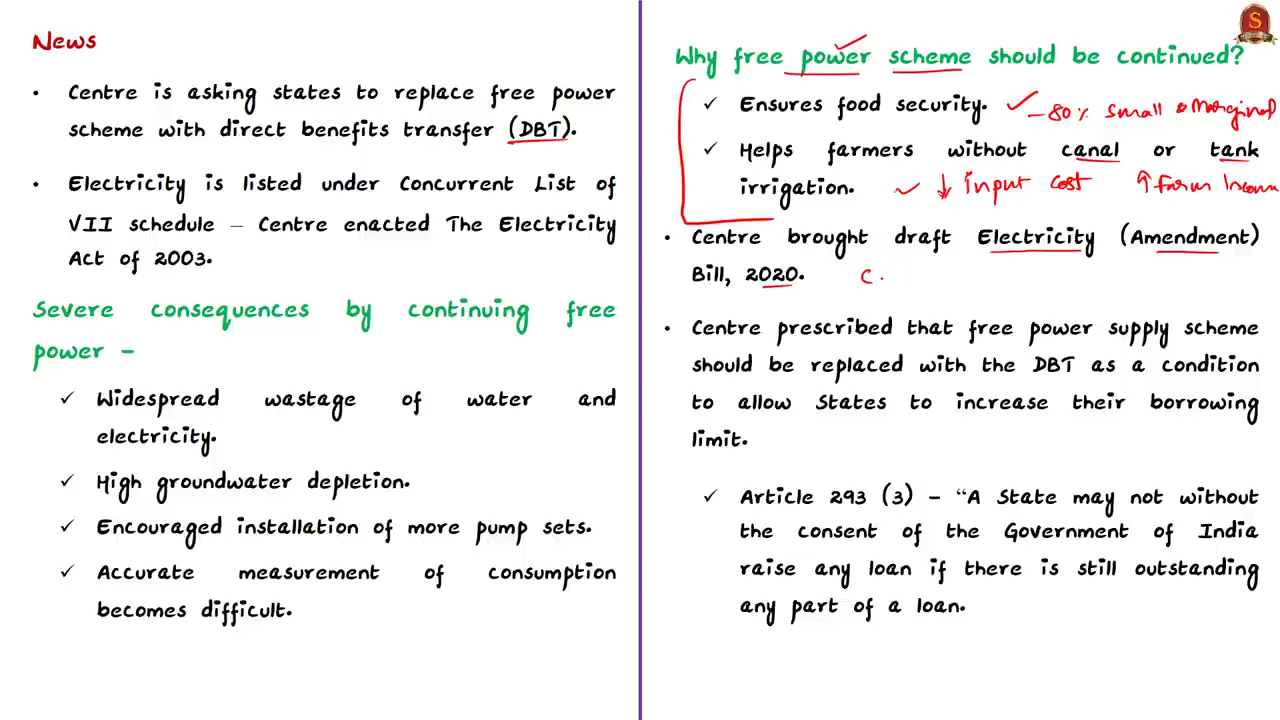 News
• Centre is asking states to replace free power
scheme with direct benefits transfer (DBT).
• Electricity is listed under Concurrent List of
VII schedule – Centre enacted The Electricity
Act of 2003.
Severe consequences by continuing free
power –
✓ Widespread wastage of water and
electricity.
✓ High groundwater depletion.
✓ Encouraged installation of more pump sets.
✓ Accurate measurement of consumption
becomes difficult.
S
Why free power scheme should be continued?
✓ Ensures food security. ✓ – 80% small & Marginal
✓ Helps farmers without canal or tank
irrigation. ✓ ↓ Input cost ↑ Farm Incom
• Centre brought draft Electricity (Amendment)
Bill, 2020. C.
• Centre prescribed that free power supply scheme
should be replaced with the DBT as a condition
to allow States to increase their borrowing
limit.
✓ Article 293 (3) – “A State may not without
the consent of the Government of India
raise any loan if there is still outstanding
any part of a loan.